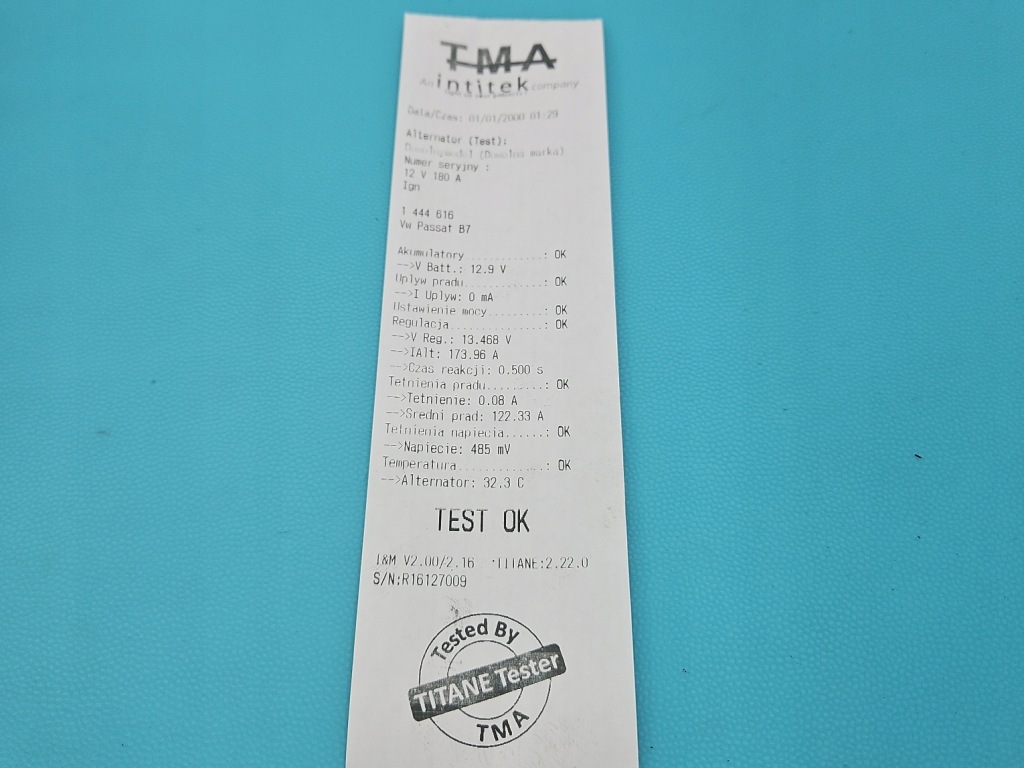 TMA
An intitek company
Data/Czas: 01/01/2000 01:29
Alternator (Test):
(Dowolna marka)
Numer seryjny :
12 V 180 A
Ign
1 444 616
Vw Passat B7
Akumulatory............: OK
-->V Batt.: 12.9 V
Uplyw pradu............: OK
-->I Uplyw: 0 mA
Ustawienie mocy.........: OK
Regulacja..............: OK
-->V Reg.: 13.468 V
-->IAlt: 173.96 A
-->Czas reakcji: 0.500 s
Tetnienia pradu........: OK
-->Tetnienie: 0.08 A
-->Sredni prad: 122.33 A
Tetnienia napiecia......: OK
-->Napiecie: 485 mV
Temperatura.............: OK
-->Alternator: 32.3 C
TEST OK
I&M V2.00/2.16 TITANE:2.22.0
S/N:R16127009
Tested By
TITANE Tester
TMA